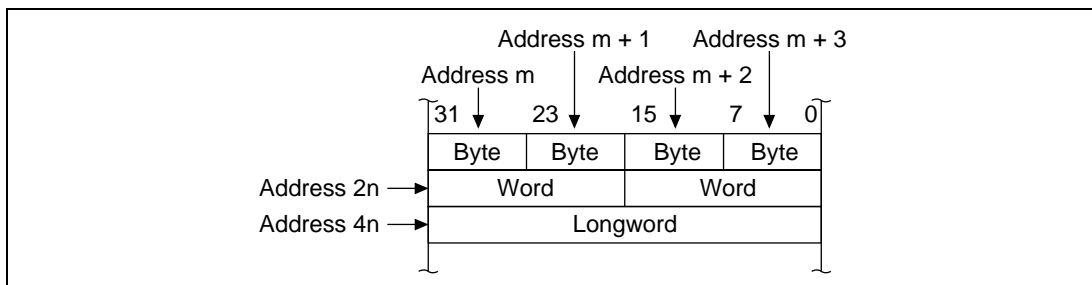 Address m + 1 Address m + 3
Address m Address m + 2
31 23 15 7 0
Byte Byte Byte Byte
Address 2n Word Word
Address 4n Longword